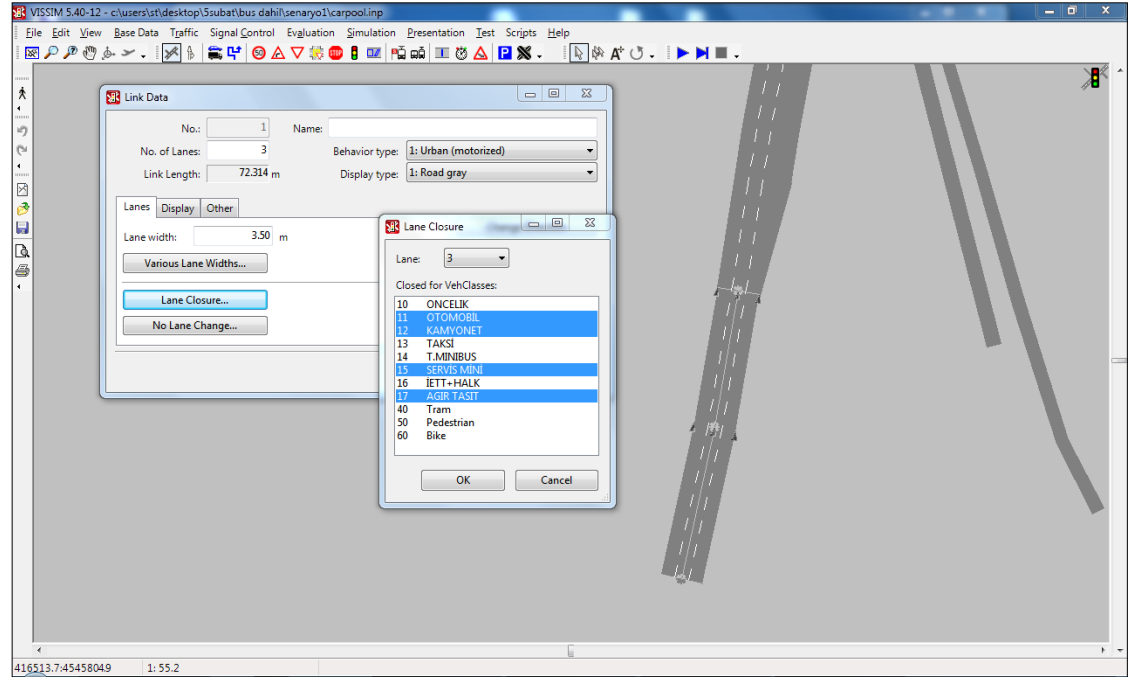 VISSIM 5.40-12 - c:\users\st\desktop\5subat\bus dahil\senaryo1\carpool.inp
File Edit View Base Data Traffic Signal Control Evaluation Simulation Presentation Test Scripts Help
Link Data
No.: 1 Name:
No. of Lanes: 3 Behavior type: 1: Urban (motorized)
Link Length: 72.314 m Display type: 1: Road gray
Lanes Display Other
Lane width: 3.50 m
Various Lane Widths...
Lane Closure...
No Lane Change...
Lane Closure
Lane: 3
Closed for VehClasses:
10 ONCELIK
11 OTOMOBİL
12 KAMYONET
13 TAKSİ
14 T.MINIBUS
15 SERVİS MİNİ
16 İETT+HALK
17 AGIR TASIT
40 Tram
50 Pedestrian
60 Bike
OK Cancel
416513.7:4545804.9 1: 55.2